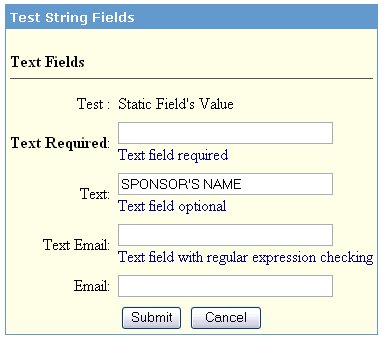 Test String Fields
Text Fields
Test : Static Field's Value
Text Required:
Text field required
Text: SPONSOR'S NAME
Text field optional
Text Email:
Text field with regular expression checking
Email:
Submit Cancel